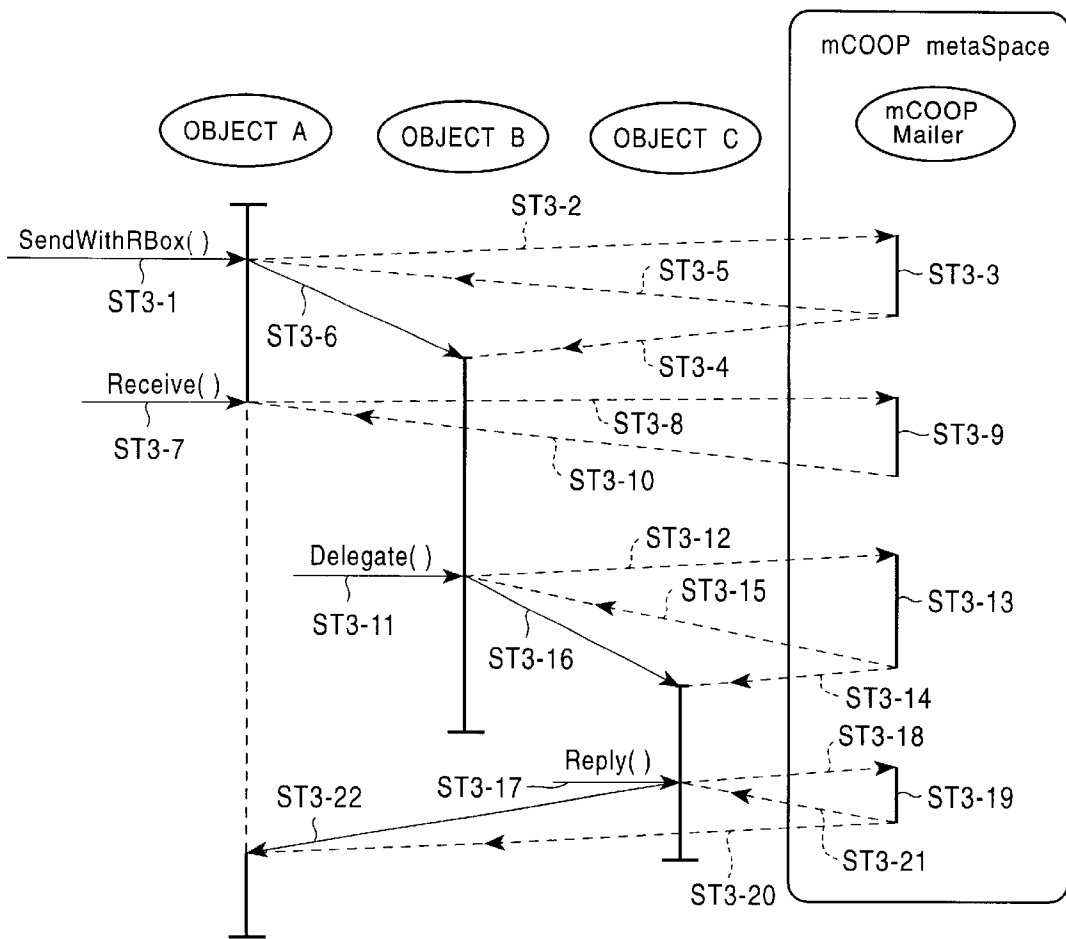 mCOOP metaSpace
OBJECT A
OBJECT B
OBJECT C
mCOOP
Mailer
ST3-2
SendWithRBox()
ST3-5
ST3-3
ST3-1
ST3-6
ST3-4
Receive()
ST3-8
ST3-9
ST3-7
ST3-10
ST3-12
Delegate()
ST3-15
ST3-13
ST3-11
ST3-16
ST3-14
ST3-18
Reply()
ST3-17
ST3-22
ST3-19
ST3-21
ST3-20